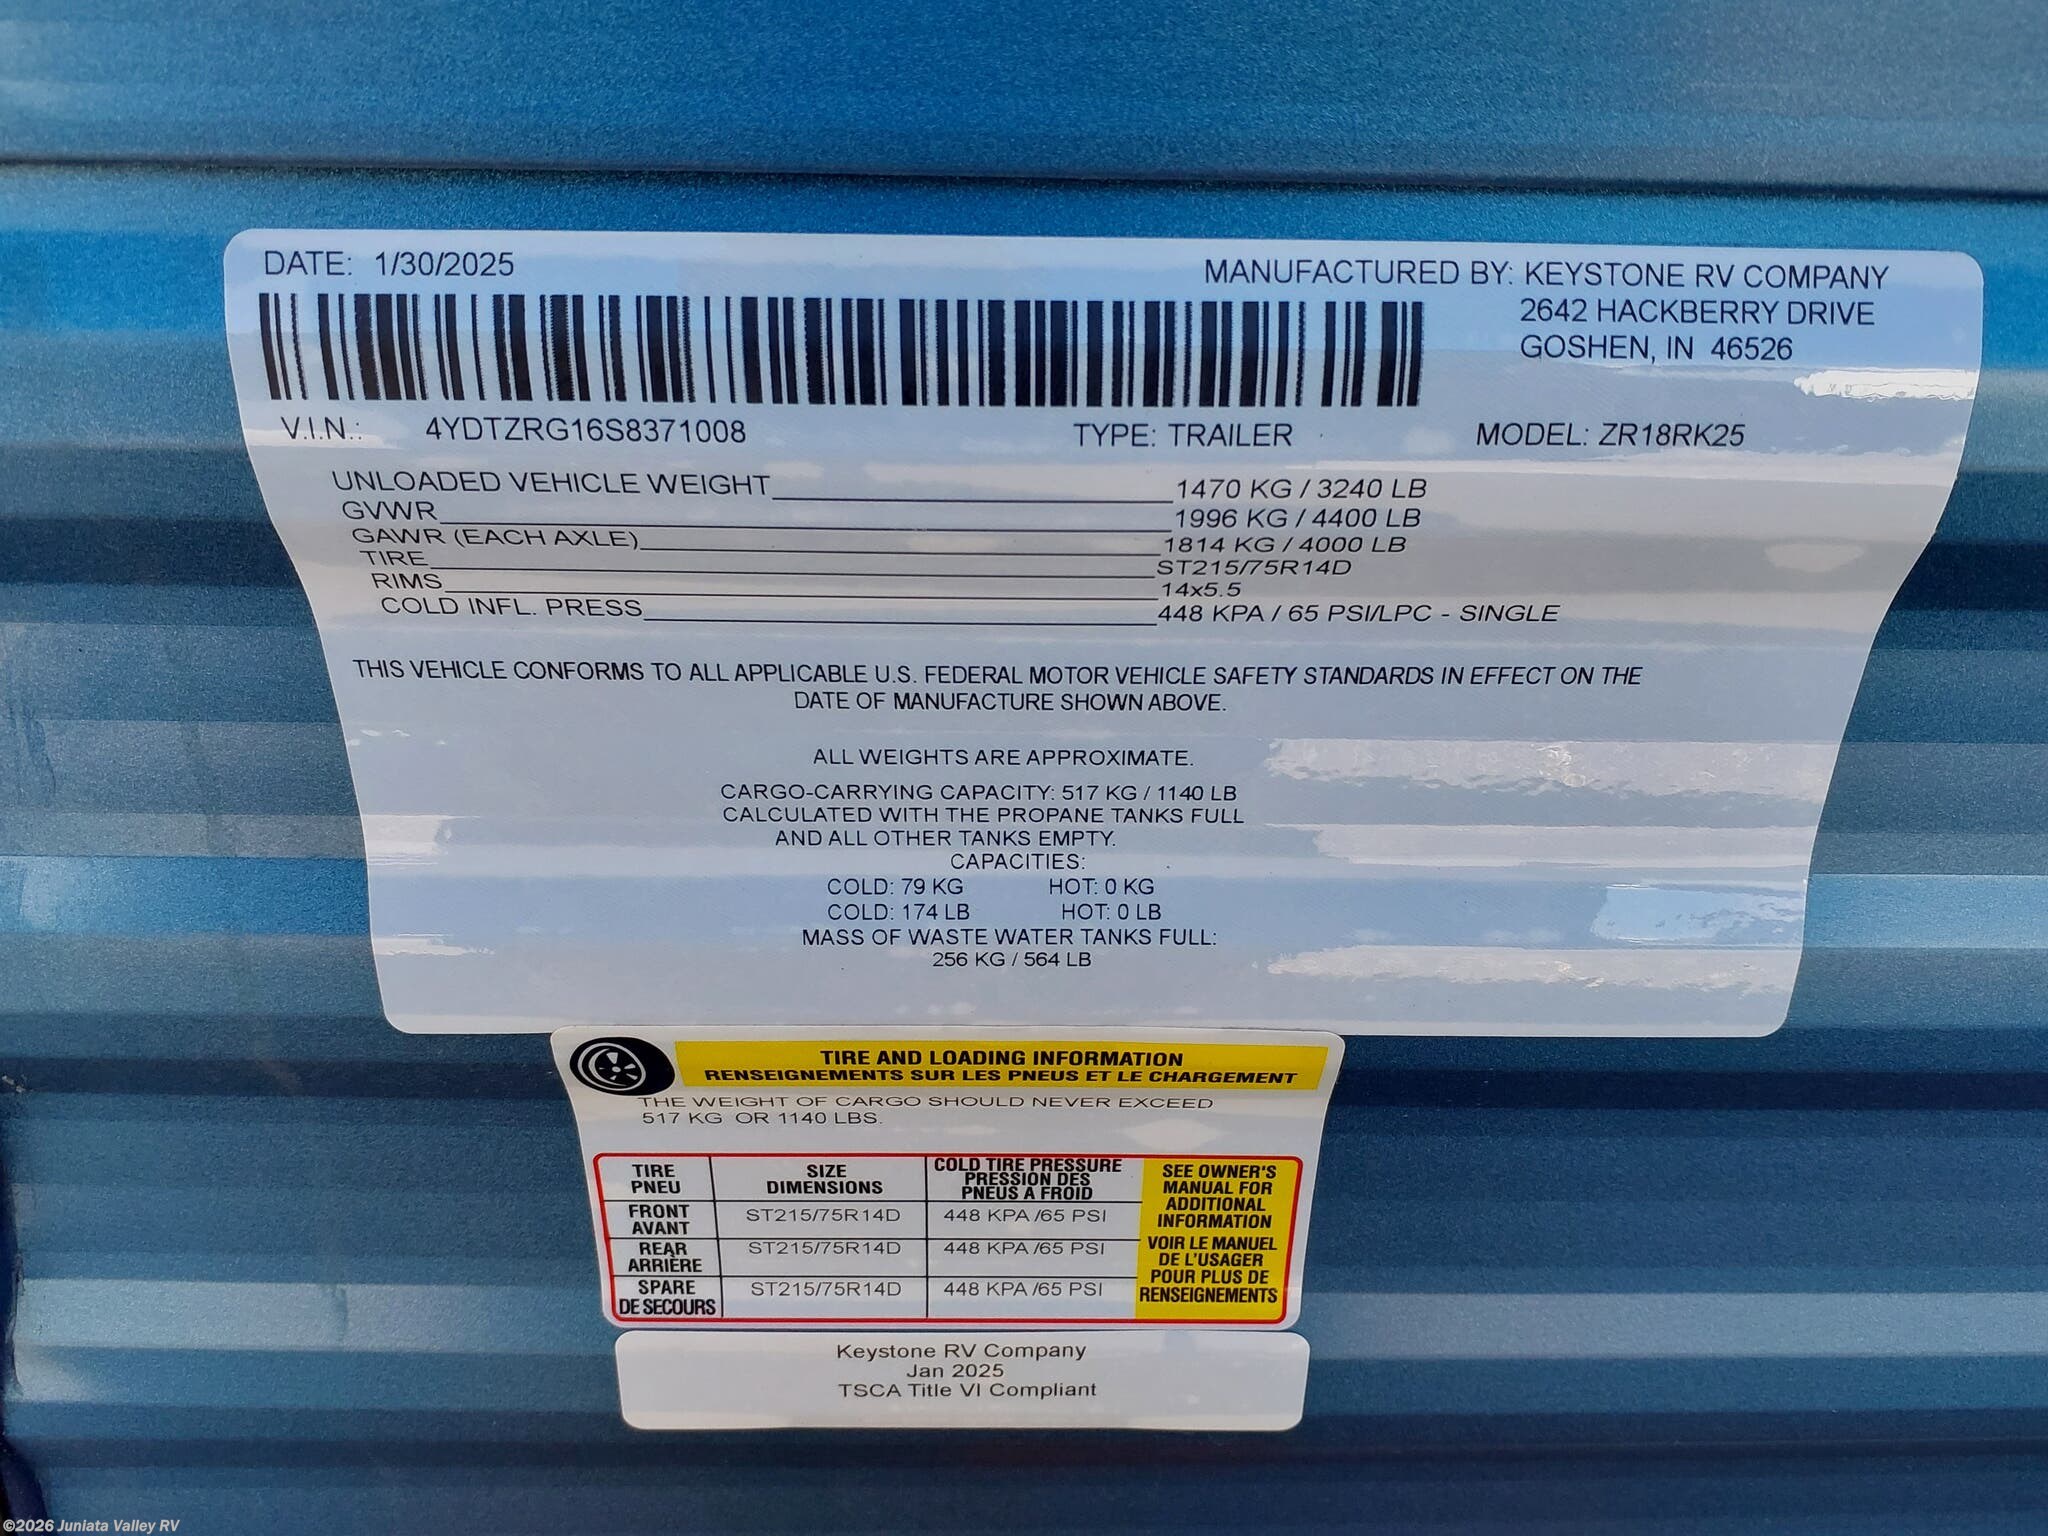 DATE: 1/30/2025
MANUFACTURED BY: KEYSTONE RV COMPANY
2642 HACKBERRY DRIVE
GOSHEN, IN 46526
V.I.N.: 4YDTZRG16S8371008 TYPE: TRAILER MODEL: ZR18RK25
UNLOADED VEHICLE WEIGHT 1470 KG / 3240 LB
GVWR 1996 KG / 4400 LB
GAWR (EACH AXLE) 1814 KG / 4000 LB
TIRE ST215/75R14D
RIMS 14x5.5
COLD INFL. PRESS 448 KPA / 65 PSI/LPC - SINGLE
THIS VEHICLE CONFORMS TO ALL APPLICABLE U.S. FEDERAL MOTOR VEHICLE SAFETY STANDARDS IN EFFECT ON THE
DATE OF MANUFACTURE SHOWN ABOVE.
ALL WEIGHTS ARE APPROXIMATE.
CARGO-CARRYING CAPACITY: 517 KG / 1140 LB
CALCULATED WITH THE PROPANE TANKS FULL
AND ALL OTHER TANKS EMPTY.
CAPACITIES:
COLD: 79 KG HOT: 0 KG
COLD: 174 LB HOT: 0 LB
MASS OF WASTE WATER TANKS FULL:
256 KG / 564 LB
TIRE AND LOADING INFORMATION
RENSEIGNEMENTS SUR LES PNEUS ET LE CHARGEMENT
THE WEIGHT OF CARGO SHOULD NEVER EXCEED
517 KG OR 1140 LBS.
TIRE SIZE COLD TIRE PRESSURE
PNEU DIMENSIONS PRESSION DES
PNEUS A FROID
FRONT ST215/75R14D 448 KPA /65 PSI
AVANT
REAR ST215/75R14D 448 KPA /65 PSI
ARRIÈRE
SPARE ST215/75R14D 448 KPA /65 PSI
DE SECOURS
SEE OWNER'S
MANUAL FOR
ADDITIONAL
INFORMATION
VOIR LE MANUEL
DE L'USAGER
POUR PLUS DE
RENSEIGNEMENTS
Keystone RV Company
Jan 2025
TSCA Title VI Compliant
©2026 Juniata Valley RV